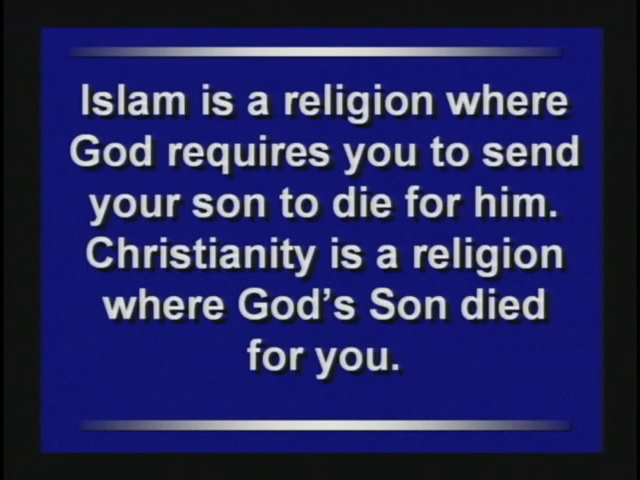 Islam is a religion where
God requires you to send
your son to die for him.
Christianity is a religion
where God's Son died
for you.